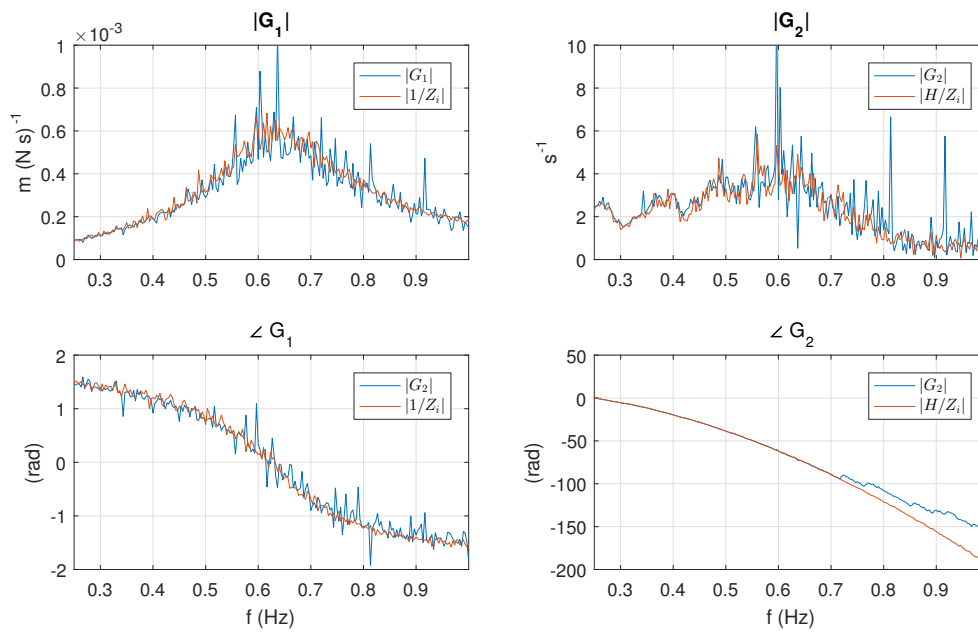 |G₁|
×10⁻³
1
0.8
0.6
0.4
0.2
0
m (N s)⁻¹
|G₁|
|1/Zᵢ|
0.3 0.4 0.5 0.6 0.7 0.8 0.9
|G₂|
10
8
6
4
2
0
s⁻¹
|G₂|
|H/Zᵢ|
0.3 0.4 0.5 0.6 0.7 0.8 0.9
∠ G₁
2
1
0
-1
-2
(rad)
|G₂|
|1/Zᵢ|
0.3 0.4 0.5 0.6 0.7 0.8 0.9
f (Hz)
∠ G₂
50
0
-50
-100
-150
-200
(rad)
|G₂|
|H/Zᵢ|
0.3 0.4 0.5 0.6 0.7 0.8 0.9
f (Hz)